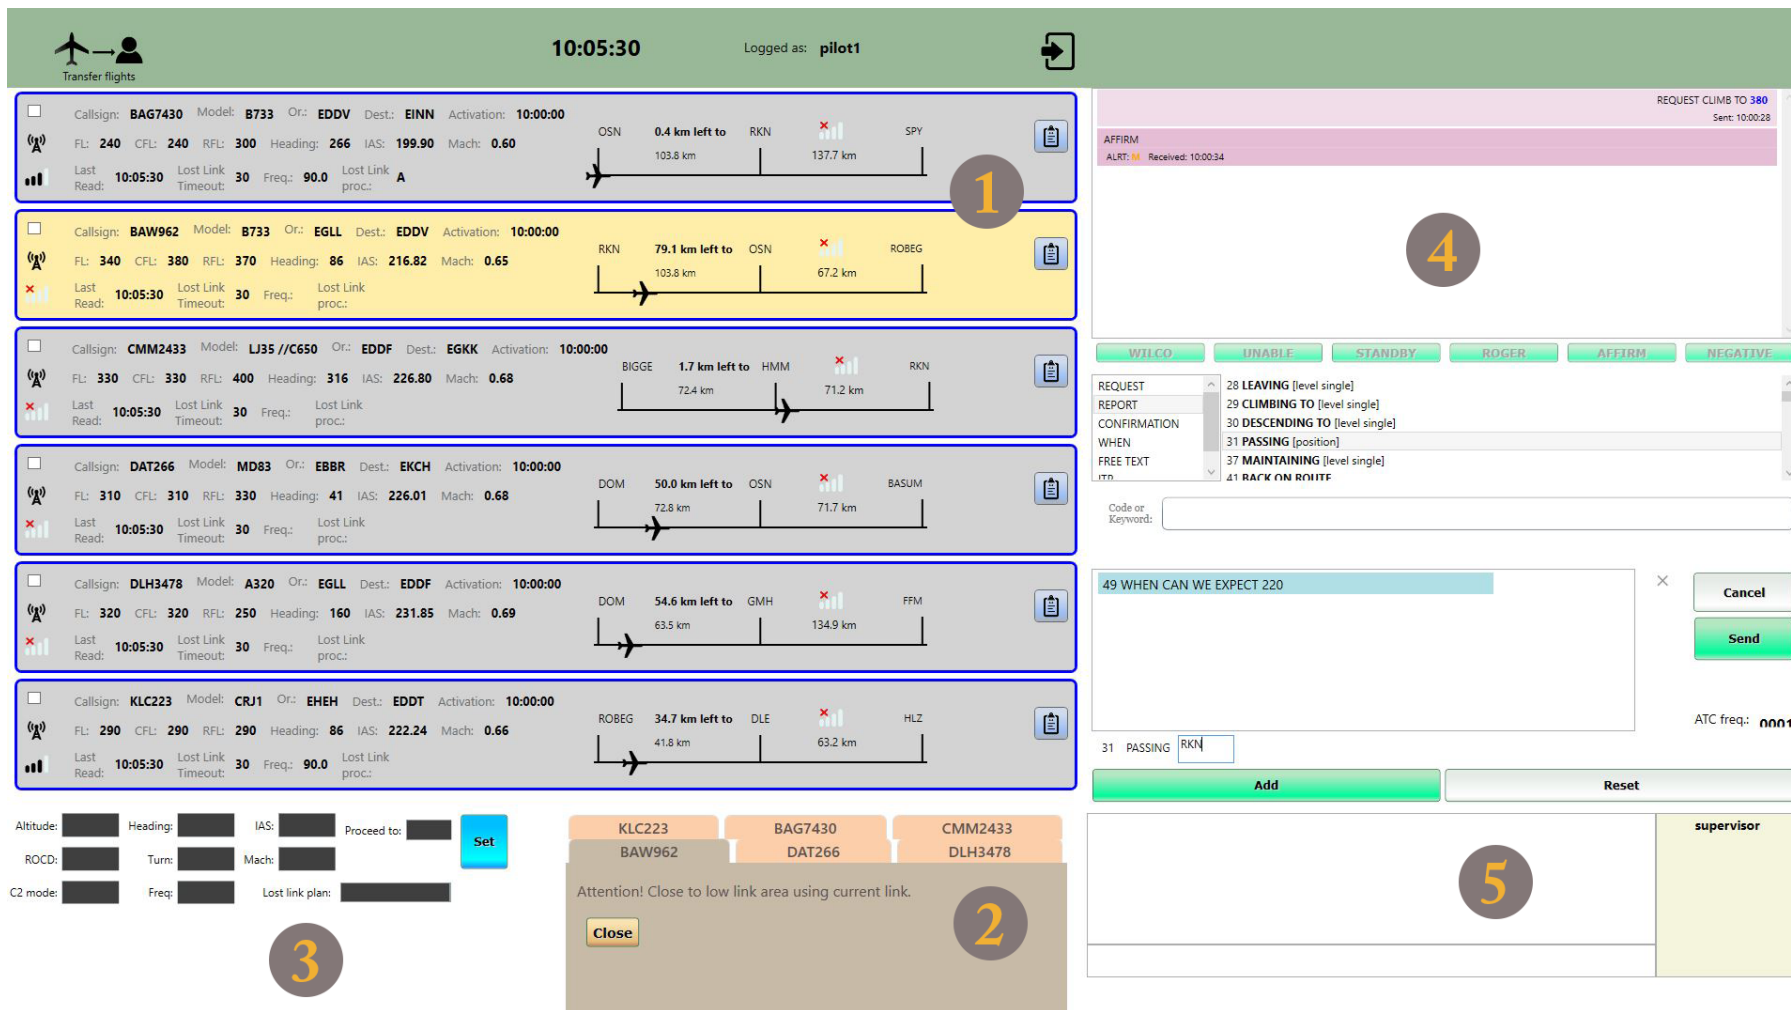 10:05:30
Logged as: pilot1
Transfer flights
Callsign: BAG7430 Model: B733 Or.: EDDV Dest.: EINN Activation: 10:00:00
FL: 240 CFL: 240 RFL: 300 Heading: 266 IAS: 199.90 Mach: 0.60
Last Read: 10:05:30 Lost Link Timeout: 30 Freq.: 90.0 Lost Link proc.: A
OSN 0.4 km left to RKN SPY
103.8 km 137.7 km
1
Callsign: BAW962 Model: B733 Or.: EGLL Dest.: EDDV Activation: 10:00:00
FL: 340 CFL: 380 RFL: 370 Heading: 86 IAS: 216.82 Mach: 0.65
Last Read: 10:05:30 Lost Link Timeout: 30 Freq.: Lost Link proc.:
RKN 79.1 km left to OSN ROBEG
103.8 km 67.2 km
Callsign: CMM2433 Model: LJ35 //C650 Or.: EDDF Dest.: EGKK Activation: 10:00:00
FL: 330 CFL: 330 RFL: 400 Heading: 316 IAS: 226.80 Mach: 0.68
Last Read: 10:05:30 Lost Link Timeout: 30 Freq.: Lost Link proc.:
BIGGE 1.7 km left to HMM RKN
72.4 km 71.2 km
Callsign: DAT266 Model: MD83 Or.: EBBR Dest.: EKCH Activation: 10:00:00
FL: 310 CFL: 310 RFL: 330 Heading: 41 IAS: 226.01 Mach: 0.68
Last Read: 10:05:30 Lost Link Timeout: 30 Freq.: Lost Link proc.:
DOM 50.0 km left to OSN BASUM
72.8 km 71.7 km
Callsign: DLH3478 Model: A320 Or.: EGLL Dest.: EDDF Activation: 10:00:00
FL: 320 CFL: 320 RFL: 250 Heading: 160 IAS: 231.85 Mach: 0.69
Last Read: 10:05:30 Lost Link Timeout: 30 Freq.: Lost Link proc.:
DOM 54.6 km left to GMH FFM
63.5 km 134.9 km
Callsign: KLC223 Model: CRJ1 Or.: EHEH Dest.: EDDT Activation: 10:00:00
FL: 290 CFL: 290 RFL: 290 Heading: 86 IAS: 222.24 Mach: 0.66
Last Read: 10:05:30 Lost Link Timeout: 30 Freq.: 90.0 Lost Link proc.:
ROBEG 34.7 km left to DLE HLZ
41.8 km 63.2 km
Altitude: Heading: IAS: Proceed to: Set
ROCD: Turn: Mach:
C2 mode: Freq: Lost link plan:
3
KLC223 BAG7430 CMM2433
BAW962 DAT266 DLH3478
Attention! Close to low link area using current link.
Close
2
REQUEST CLIMB TO 380
Sent: 10:00:28
AFFIRM
ALRT: M Received: 10:00:34
4
WILCO UNABLE STANDBY ROGER AFFIRM NEGATIVE
REQUEST
REPORT
CONFIRMATION
WHEN
FREE TEXT
ITP
28 LEAVING [level single]
29 CLIMBING TO [level single]
30 DESCENDING TO [level single]
31 PASSING [position]
37 MAINTAINING [level single]
41 BACK ON ROUTE
Code or
Keyword:
49 WHEN CAN WE EXPECT 220
Cancel
Send
ATC freq.: 0001
31 PASSING RKN
Add Reset
supervisor
5